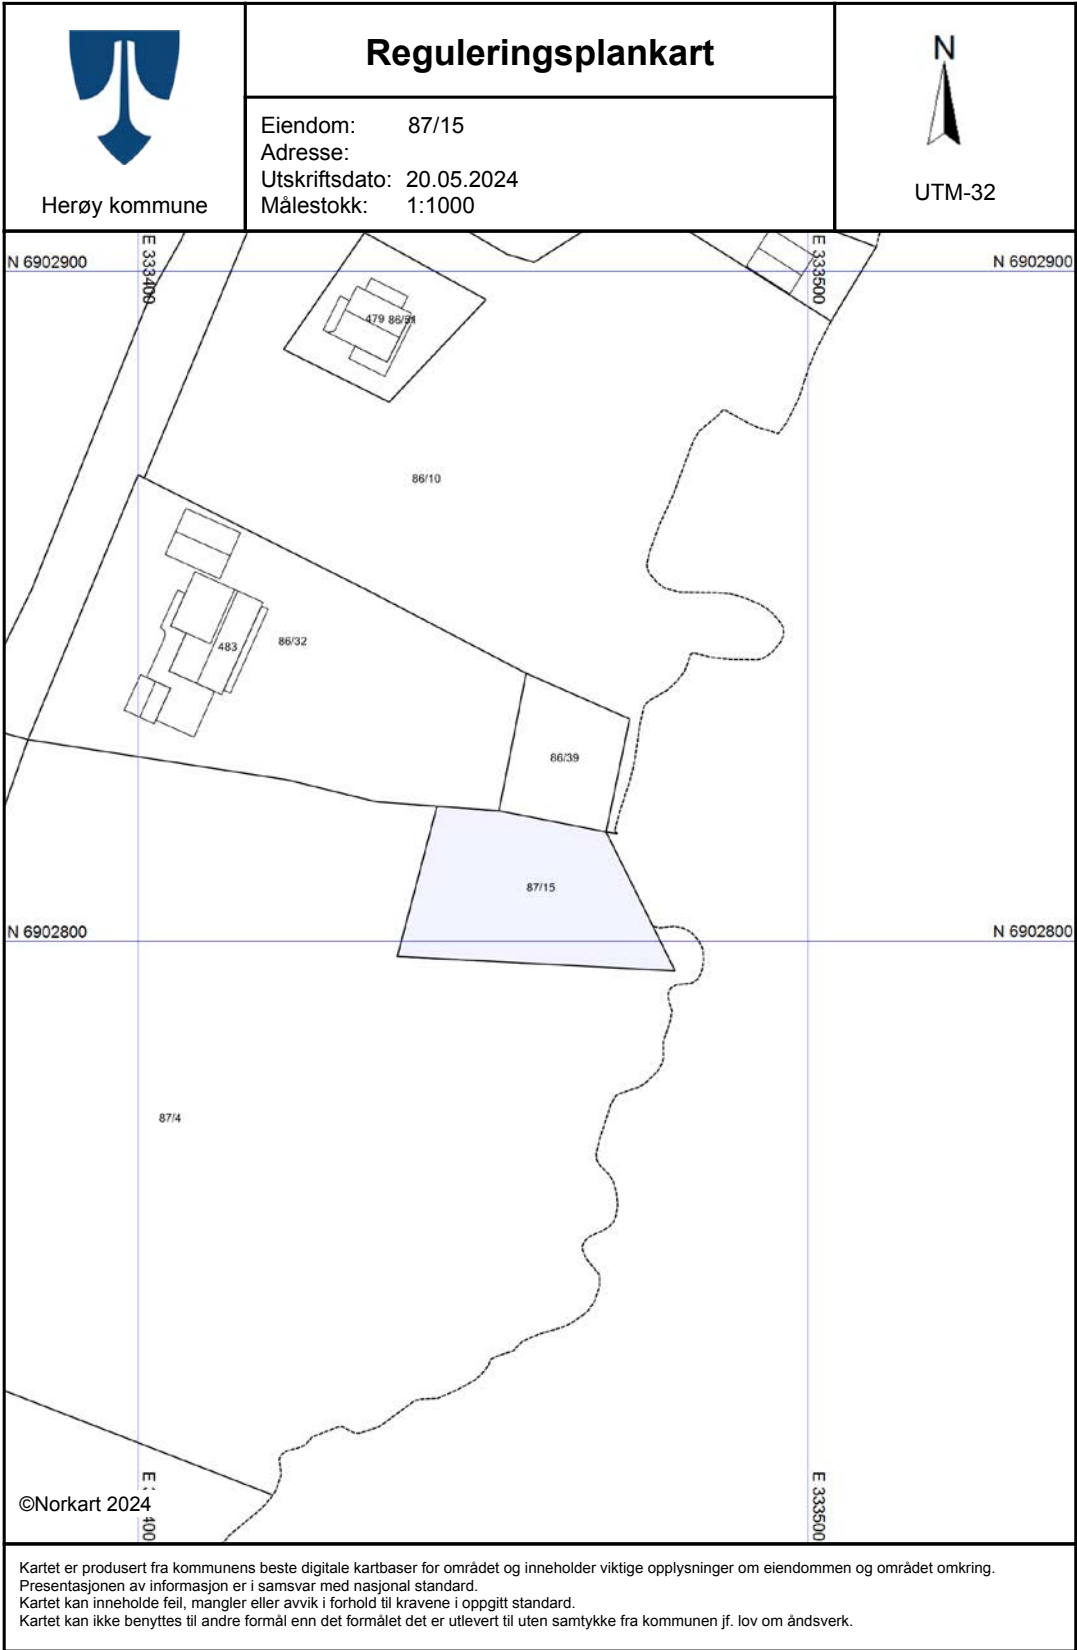 Reguleringsplankart
Eiendom: 87/15
Adresse:
Utskriftsdato: 20.05.2024
Målestokk: 1:1000
Herøy kommune
N
UTM-32
E 333400
E 333500
N 6902900
N 6902900
479 86/51
86/10
483
86/32
86/39
87/15
N 6902800
N 6902800
87/4
E 333500
©Norkart 2024
Kartet er produsert fra kommunens beste digitale kartbaser for området og inneholder viktige opplysninger om eiendommen og området omkring.
Presentasjonen av informasjon er i samsvar med nasjonal standard.
Kartet kan inneholde feil, mangler eller avvik i forhold til kravene i oppgitt standard.
Kartet kan ikke benyttes til andre formål enn det formålet det er utlevert til uten samtykke fra kommunen jf. lov om åndsverk.